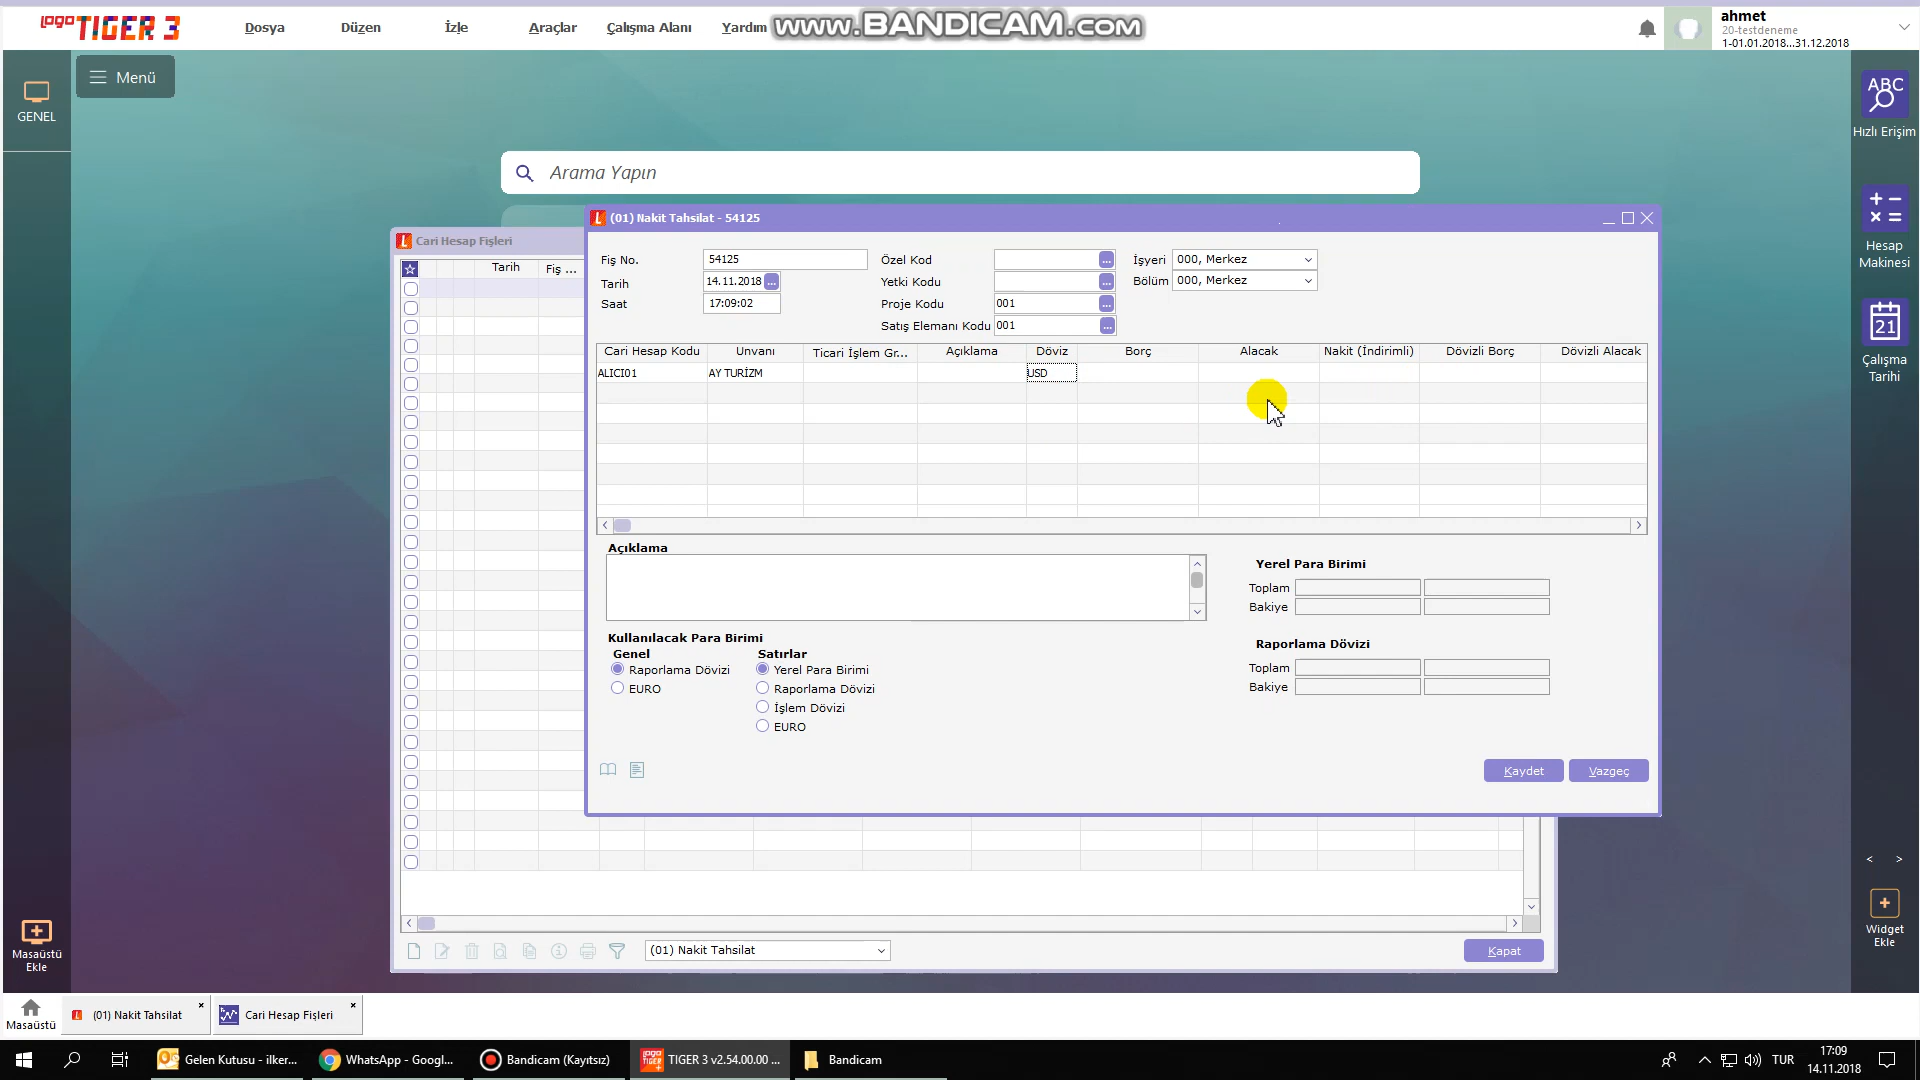 LOGO TIGER 3
Dosya Düzen İzle Araçlar Çalışma Alanı Yardım
www.BANDICAM.com
ahmet
20-testdeneme
1-01.01.2018...31.12.2018
Menü
GENEL
ABC
Hızlı Erişim
Arama Yapın
Hesap
Makinesi
21
Çalışma
Tarihi
(01) Nakit Tahsilat - 54125
Cari Hesap Fişleri
Tarih Fiş ...
Fiş No. 54125 Özel Kod İşyeri 000, Merkez
Tarih 14.11.2018 Yetki Kodu Bölüm 000, Merkez
Saat 17:09:02 Proje Kodu 001
Satış Elemanı Kodu 001
Cari Hesap Kodu Unvanı Ticari İşlem Gr... Açıklama Döviz Borç Alacak Nakit (İndirimli) Dövizli Borç Dövizli Alacak
ALICI01 AY TURİZM USD
Açıklama
Yerel Para Birimi
Toplam
Bakiye
Kullanılacak Para Birimi
Genel Satırlar
Raporlama Dövizi Yerel Para Birimi
EURO Raporlama Dövizi
İşlem Dövizi
EURO
Raporlama Dövizi
Toplam
Bakiye
Kaydet Vazgeç
(01) Nakit Tahsilat
Kapat
Masaüstü
Ekle
Widget
Ekle
Masaüstü
(01) Nakit Tahsilat
Cari Hesap Fişleri
Gelen Kutusu - ilker...
WhatsApp - Googl...
Bandicam (Kayıtsız)
TIGER 3 v2.54.00.00 ...
Bandicam
TUR
17:09
14.11.2018